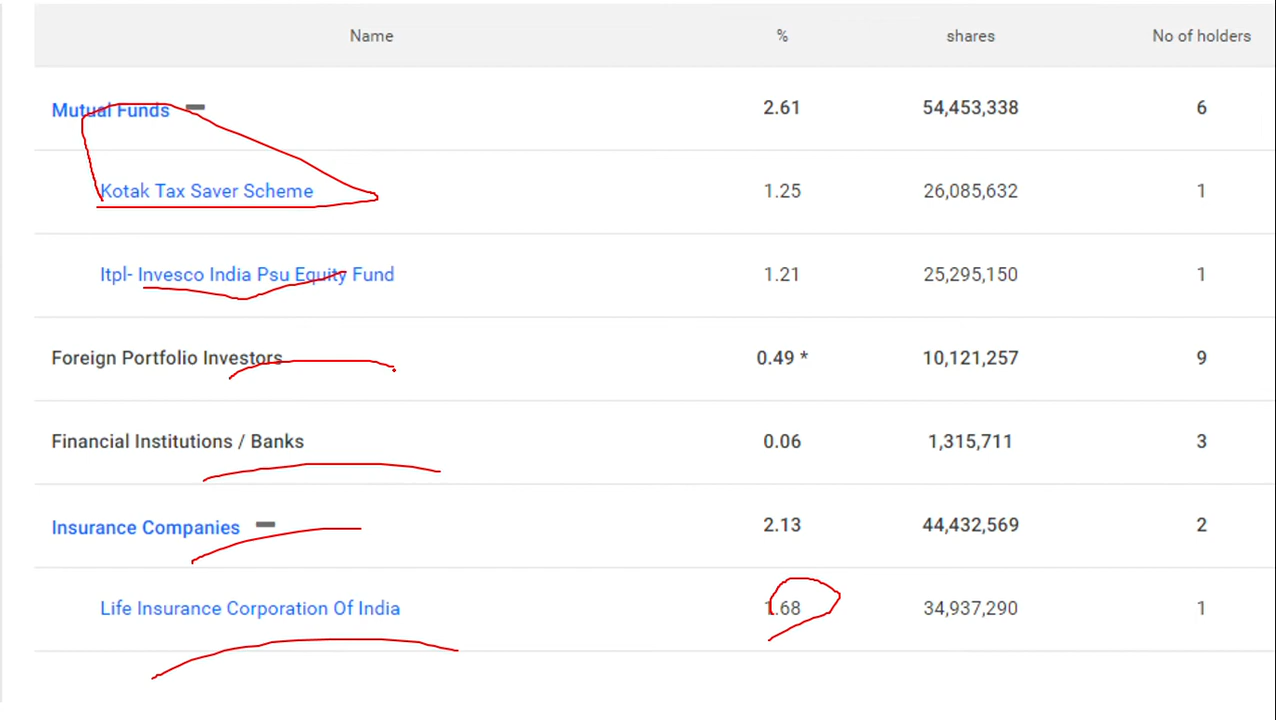 Name % shares No of holders
Mutual Funds 2.61 54,453,338 6
Kotak Tax Saver Scheme 1.25 26,085,632 1
Itpl- Invesco India Psu Equity Fund 1.21 25,295,150 1
Foreign Portfolio Investors 0.49 * 10,121,257 9
Financial Institutions / Banks 0.06 1,315,711 3
Insurance Companies 2.13 44,432,569 2
Life Insurance Corporation Of India 1.68 34,937,290 1